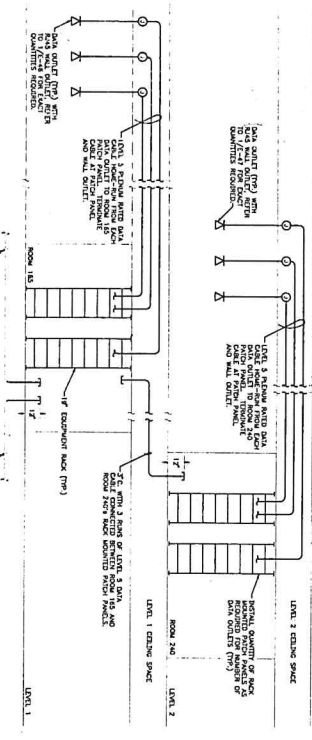 LEVEL 2 CEILING SPACE
INSTALL QUANTITY OF RACK
MOUNTED PATCH PANELS AS
REQUIRED FOR NUMBER OF
DATA OUTLETS (TYP.)
LEVEL 5 PLENUM RATED DATA
CABLE HOME-RUN FROM EACH
DATA OUTLET TO ROOM 240
PATCH PANEL. TERMINATE
CABLE AT PATCH PANEL
AND WALL OUTLET.
DATA OUTLET (TYP.) WITH
RJ45 WALL OUTLET, REFER
TO 1/E-47 FOR EXACT
QUANTITIES REQUIRED.
12"
ROOM 240
LEVEL 2
LEVEL 1 CEILING SPACE
3"C. WITH 3 RUNS OF LEVEL 5 DATA
CABLE CONNECTED BETWEEN ROOM 165 AND
ROOM 240'S RACK MOUNTED PATCH PANELS.
LEVEL 5 PLENUM RATED DATA
CABLE HOME-RUN FROM EACH
DATA OUTLET TO ROOM 165
PATCH PANEL. TERMINATE
CABLE AT PATCH PANEL
AND WALL OUTLET.
DATA OUTLET (TYP.) WITH
RJ45 WALL OUTLET, REFER
TO 1/E-46 FOR EXACT
QUANTITIES REQUIRED.
19" EQUIPMENT RACK (TYP.)
12"
ROOM 165
LEVEL 1